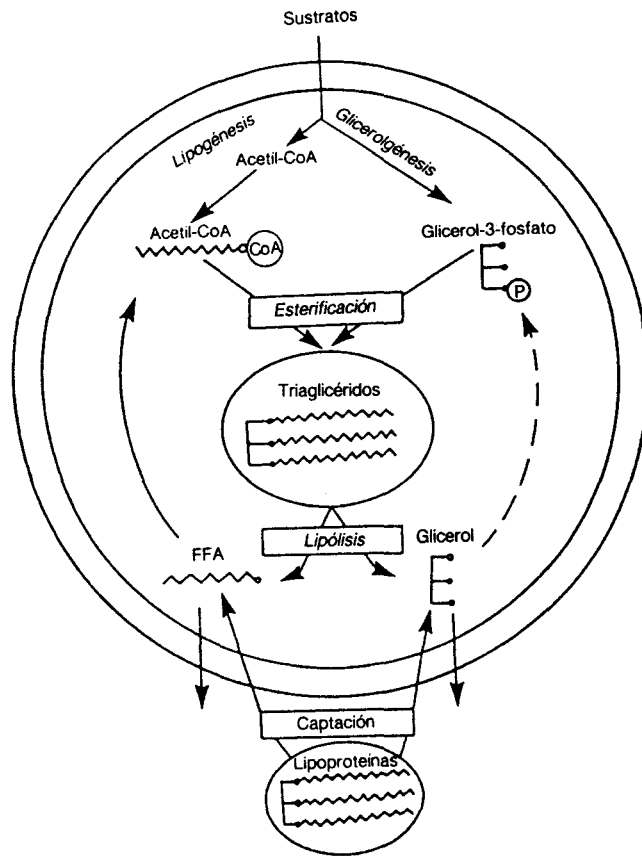 Sustratos
Lipogénesis
Glicerolgénesis
Acetil-CoA
Acetil-CoA
CoA
Glicerol-3-fosfato
P
Esterificación
Triaglicéridos
Lipólisis
FFA
Glicerol
Captación
Lipoproteínas